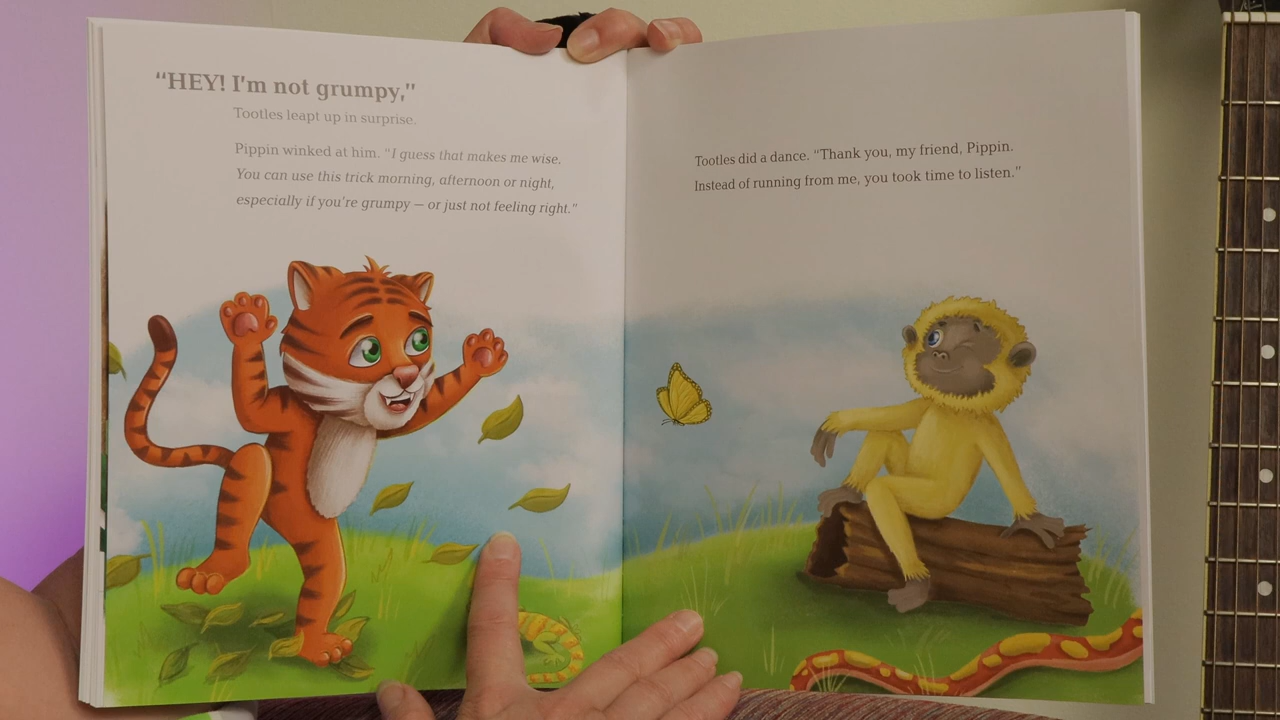 “HEY! I'm not grumpy,”
Tootles leapt up in surprise.
Pippin winked at him. “I guess that makes me wise.
You can use this trick morning, afternoon or night,
especially if you're grumpy — or just not feeling right."
Tootles did a dance. “Thank you, my friend, Pippin.
Instead of running from me, you took time to listen.”